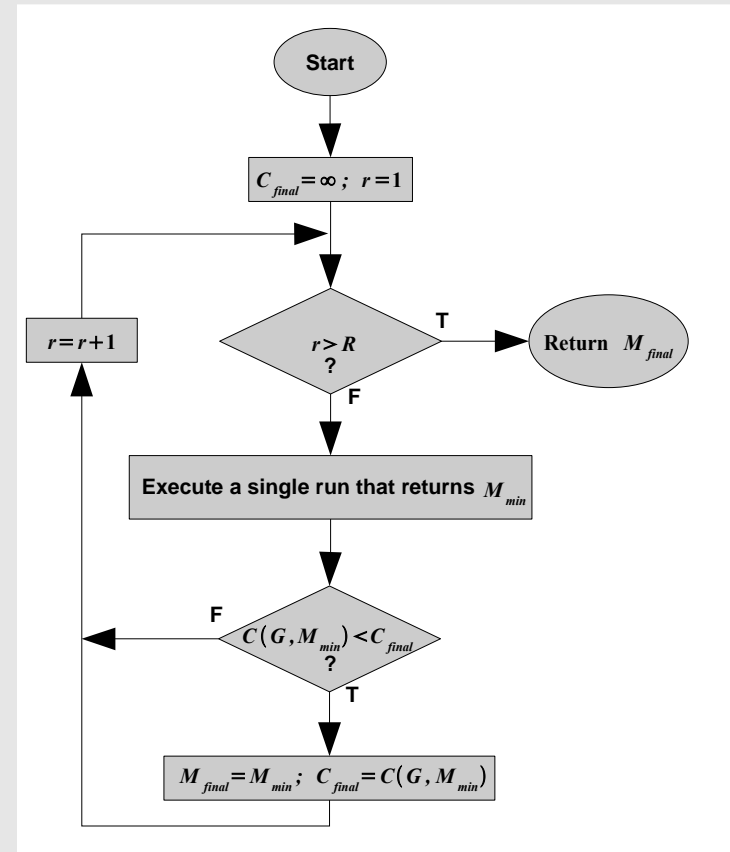 Start
C_final = ∞ ; r = 1
r = r + 1
r > R
?
T
Return M_final
F
Execute a single run that returns M_min
F
C(G, M_min) < C_final
?
T
M_final = M_min ; C_final = C(G, M_min)